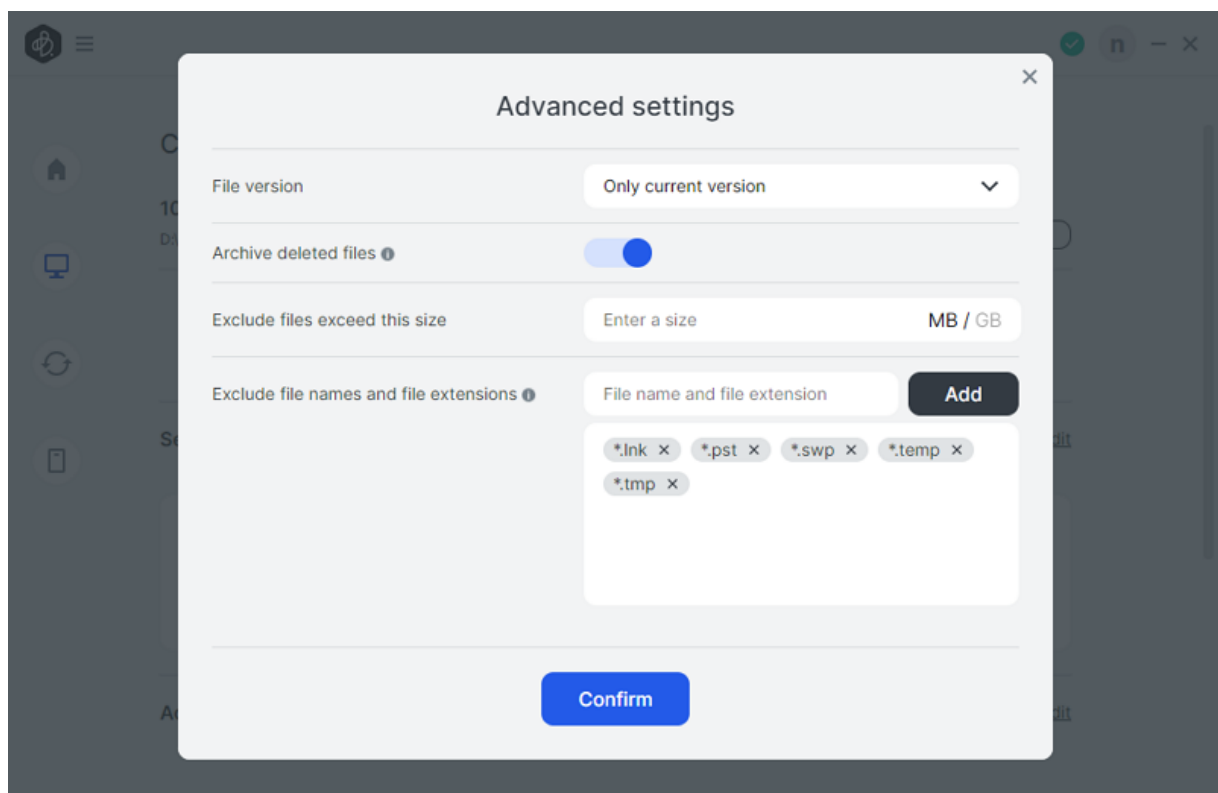 n
Advanced settings
File version
Only current version
Archive deleted files
Exclude files exceed this size
Enter a size
MB / GB
Exclude file names and file extensions
File name and file extension
Add
*.lnk × *.pst × *.swp × *.temp ×
*.tmp ×
Confirm